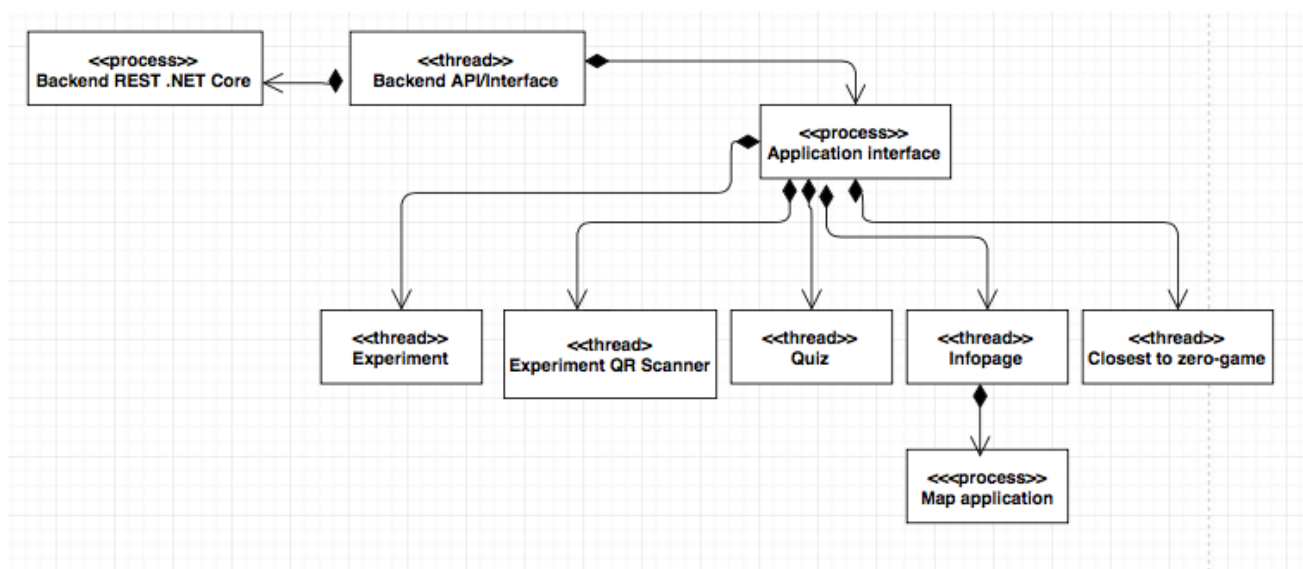 <<process>>
Backend REST .NET Core
<<thread>>
Backend API/Interface
<<process>>
Application interface
<<thread>>
Experiment
<<thread>
Experiment QR Scanner
<<thread>>
Quiz
<<thread>>
Infopage
<<thread>>
Closest to zero-game
<<<process>>
Map application